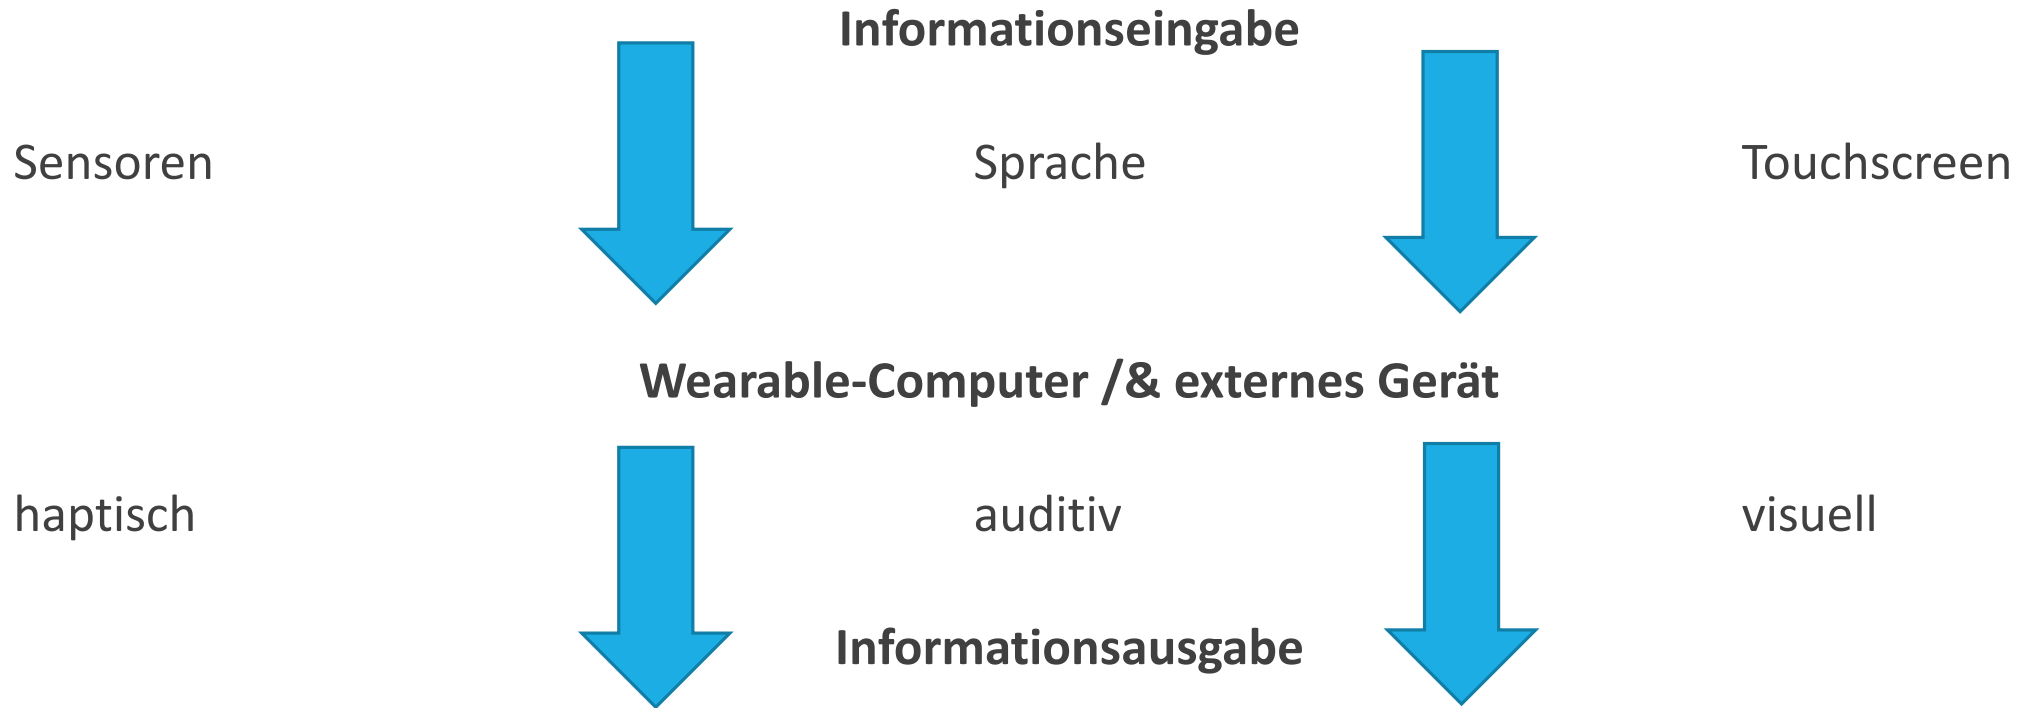 Informationseingabe
Sensoren Sprache Touchscreen
Wearable-Computer /& externes Gerät
haptisch auditiv visuell
Informationsausgabe